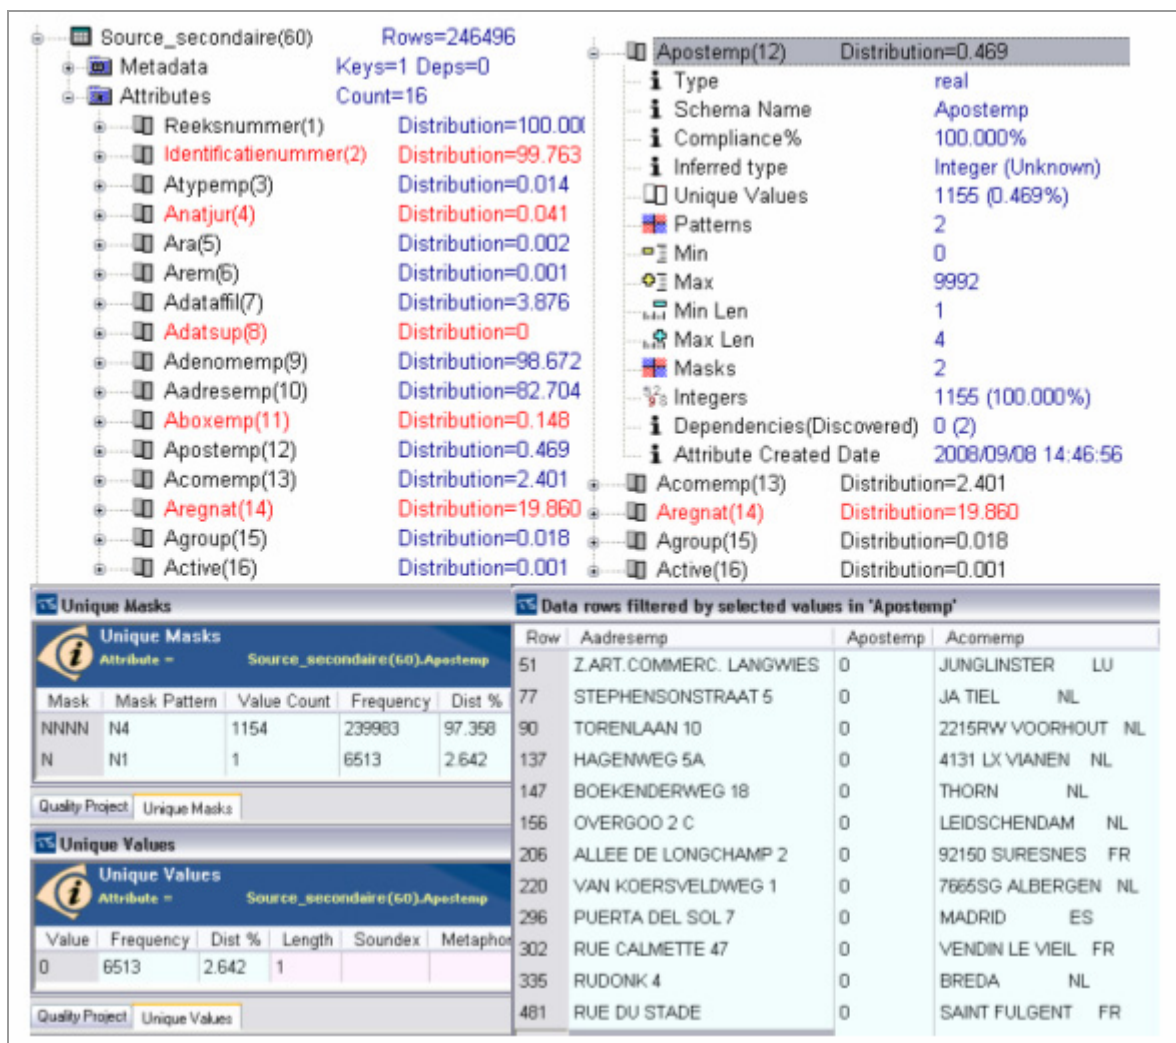 Source_secondaire(60) Rows=246496
Metadata Keys=1 Deps=0
Attributes Count=16
Reeksnummer(1) Distribution=100.000
Identificatienummer(2) Distribution=99.763
Atypemp(3) Distribution=0.014
Anatjur(4) Distribution=0.041
Ara(5) Distribution=0.002
Arem(6) Distribution=0.001
Adataffil(7) Distribution=3.876
Adatsup(8) Distribution=0
Adenomemp(9) Distribution=98.672
Aadresemp(10) Distribution=82.704
Aboxemp(11) Distribution=0.148
Apostemp(12) Distribution=0.469
Acomemp(13) Distribution=2.401
Aregnat(14) Distribution=19.860
Agroup(15) Distribution=0.018
Active(16) Distribution=0.001
Apostemp(12) Distribution=0.469
Type real
Schema Name Apostemp
Compliance% 100.000%
Inferred type Integer (Unknown)
Unique Values 1155 (0.469%)
Patterns 2
Min 0
Max 9992
Min Len 1
Max Len 4
Masks 2
Integers 1155 (100.000%)
Dependencies(Discovered) 0 (2)
Attribute Created Date 2008/09/08 14:46:56
Acomemp(13) Distribution=2.401
Aregnat(14) Distribution=19.860
Agroup(15) Distribution=0.018
Active(16) Distribution=0.001
Unique Masks
Unique Masks
Attribute = Source_secondaire(60).Apostemp
Mask Mask Pattern Value Count Frequency Dist %
NNNN N4 1154 239983 97.358
N N1 1 6513 2.642
Quality Project Unique Masks
Unique Values
Unique Values
Attribute = Source_secondaire(60).Apostemp
Value Frequency Dist % Length Soundex Metaphon
0 6513 2.642 1
Quality Project Unique Values
Data rows filtered by selected values in 'Apostemp'
Row Aadresemp Apostemp Acomemp
51 Z.ART.COMMERC. LANGWIES 0 JUNGLINSTER LU
77 STEPHENSONSTRAAT 5 0 JA TIEL NL
90 TORENLAAN 10 0 2215RW VOORHOUT NL
137 HAGENWEG 5A 0 4131 LX VIANEN NL
147 BOEKENDERWEG 18 0 THORN NL
156 OVERGOO 2 C 0 LEIDSCHENDAM NL
206 ALLEE DE LONGCHAMP 2 0 92150 SURESNES FR
220 VAN KOERSVELDWEG 1 0 7665SG ALBERGEN NL
296 PUERTA DEL SOL 7 0 MADRID ES
302 RUE CALMETTE 47 0 VENDIN LE VIEIL FR
335 RUDONK 4 0 BREDA NL
481 RUE DU STADE 0 SAINT FULGENT FR